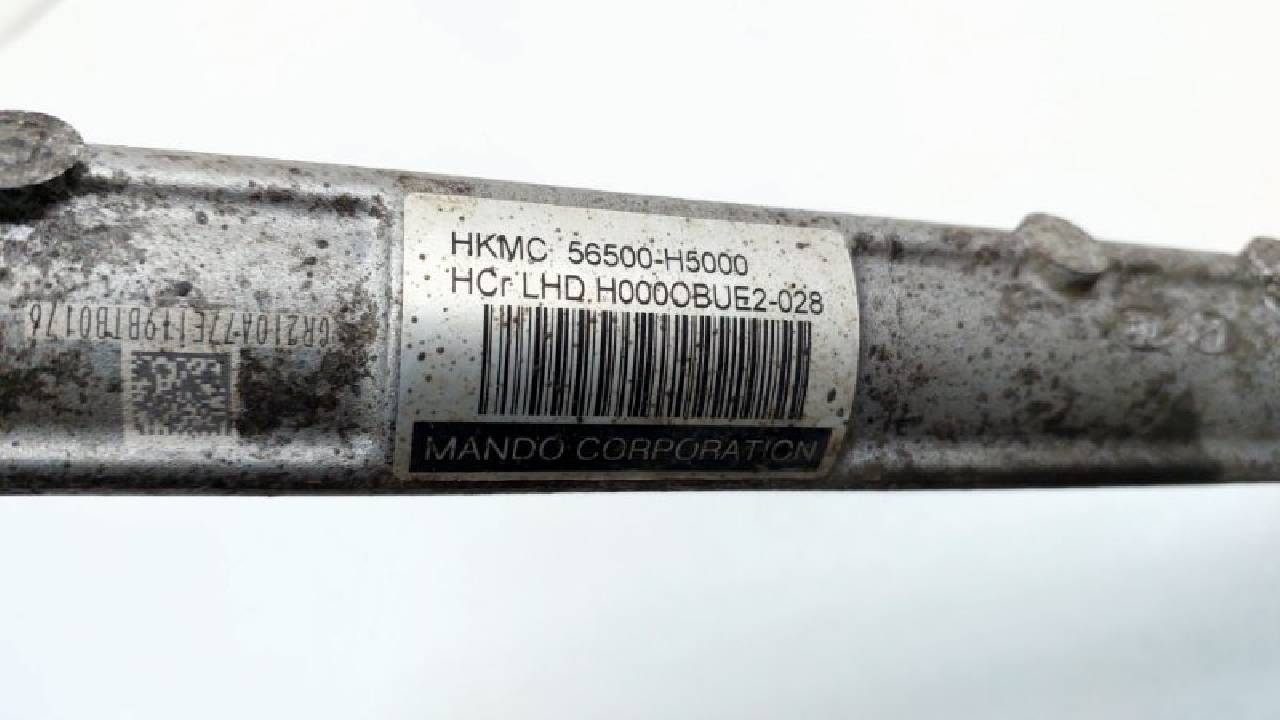 HKMC 56500-H5000
HCr LHD H000OBUE2-028
MANDO CORPORATION